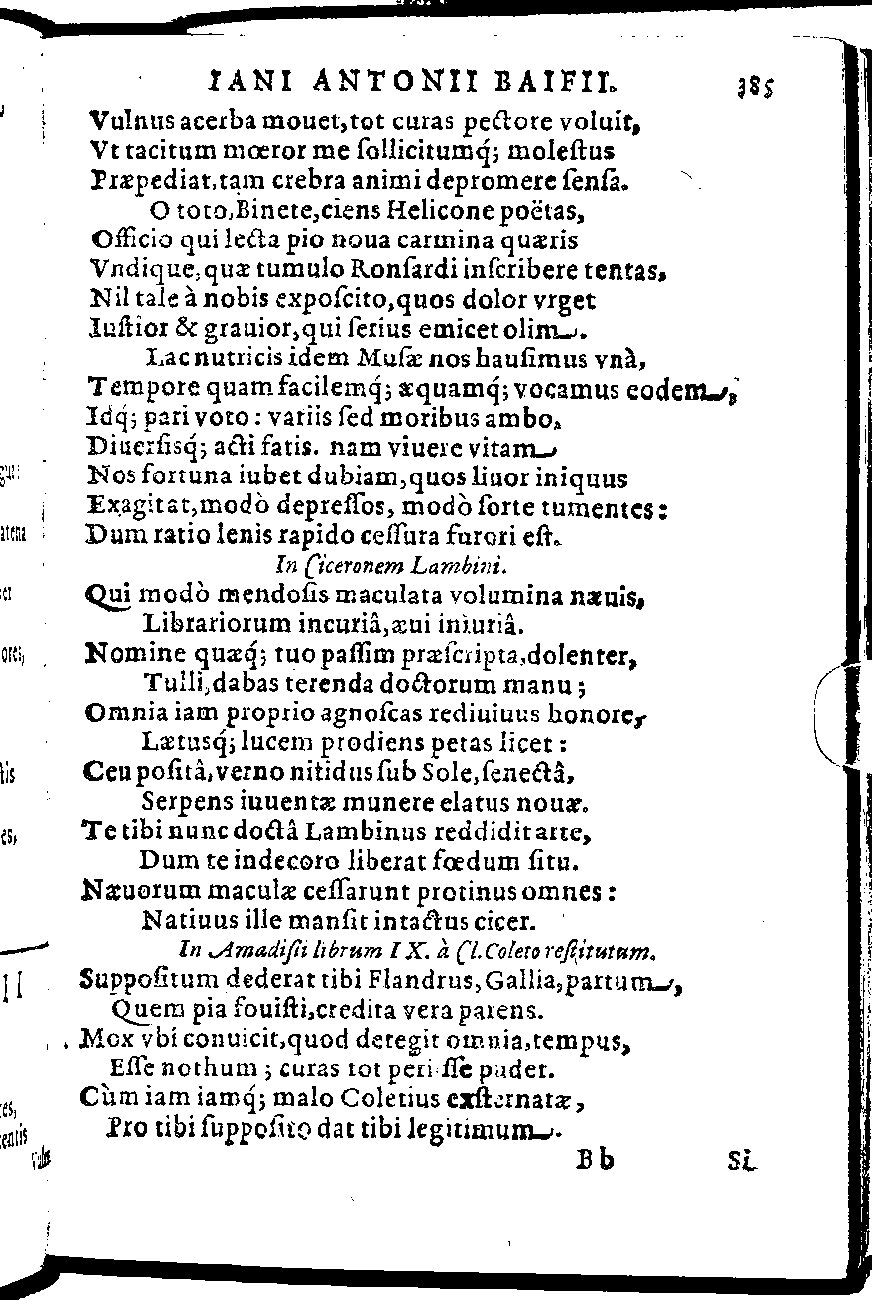 IANI ANTONII BAIFII. 385
Vulnus acerba mouet, tot curas pectore voluit,
Vt tacitum mœror me ſollicitumq́; moleſtus
Præpediat, tam crebra animi depromere ſenſa.
O toto, Binete, ciens Helicone poëtas,
Officio qui lecta pio noua carmina quæris
Vndique, quæ tumulo Ronſardi inſcribere tentas,
Nil tale à nobis expoſcito, quos dolor vrget
Iuſtior & grauior, qui ſerius emicet olim.
Lac nutricis idem Muſæ nos hauſimus vnà,
Tempore quam facilemq́; æquamq́; vocamus eodem,
Idq́; pari voto: variis ſed moribus ambo,
Diuerſisq́; acti fatis. nam viuere vitam
Nos fortuna iubet dubiam, quos liuor iniquus
Exagitat, modò depreſſos, modò ſorte tumentes:
Dum ratio lenis rapido ceſſura furori eſt.
In Ciceronem Lambini.
Qui modò mendoſis maculata volumina næuis,
Librariorum incuriâ, æui iniuriâ.
Nomine quæq́; tuo paſſim præſcripta, dolenter,
Tulli, dabas terenda doctorum manu;
Omnia iam proprio agnoſcas rediuiuus honore,
Lætusq́; lucem prodiens petas licet:
Ceu poſitâ, verno nitidus ſub Sole, ſenectâ,
Serpens iuuentæ munere elatus nouæ.
Te tibi nunc doctâ Lambinus reddidit arte,
Dum te indecoro liberat fœdum ſitu.
Næuorum maculæ ceſſarunt protinus omnes:
Natiuus ille manſit intactus cicer.
In Amadiſii librum IX. à Cl. Coleto reſtitutum.
Suppoſitum dederat tibi Flandrus, Gallia, partum,
Quem pia fouiſti, credita vera parens.
Mox vbi conuicit, quod detegit omnia, tempus,
Eſſe nothum; curas tot periſſe pudet.
Cùm iam iamq́; malo Coletius exſternatæ,
Pro tibi ſuppoſito dat tibi legitimum.
Bb Si